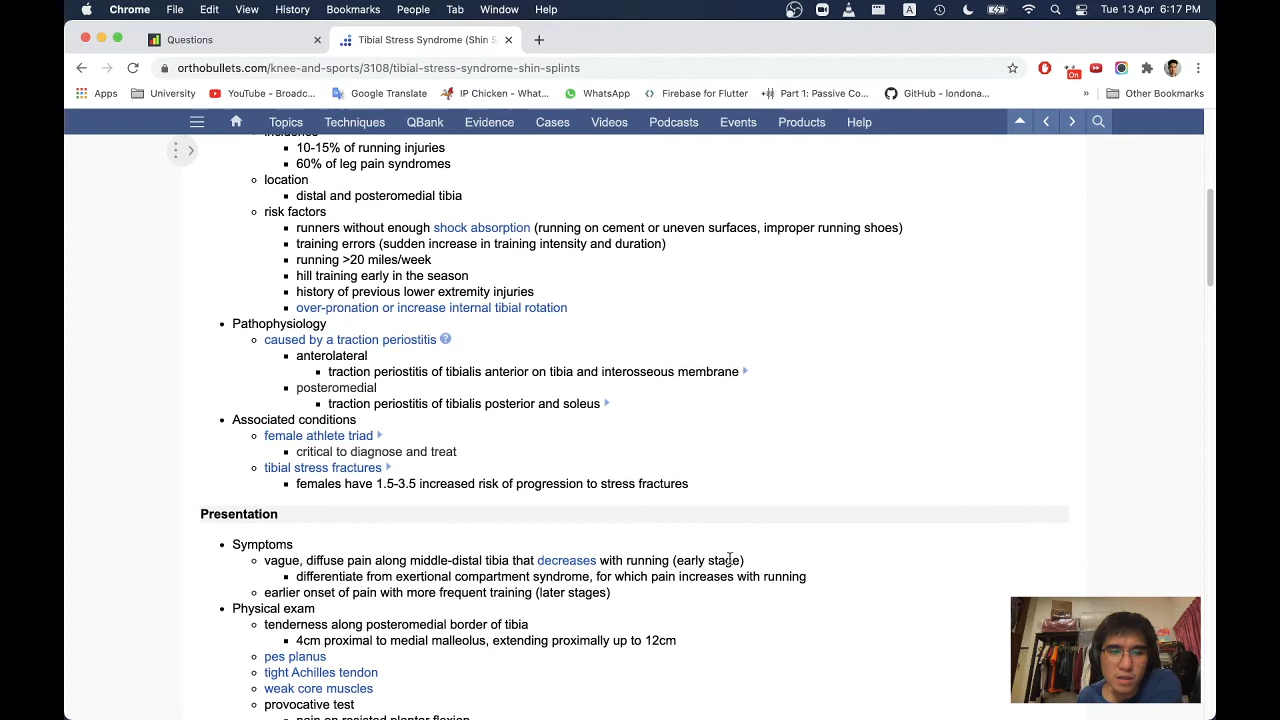 Chrome File Edit View History Bookmarks People Tab Window Help A Tue 13 Apr 6:17 PM
Questions × Tibial Stress Syndrome (Shin S × +
orthobullets.com/knee-and-sports/3108/tibial-stress-syndrome-shin-splints On
Apps University YouTube - Broadc... Google Translate IP Chicken - What... WhatsApp Firebase for Flutter Part 1: Passive Co... GitHub - londona... » Other Bookmarks
Topics Techniques QBank Evidence Cases Videos Podcasts Events Products Help
incidence
10-15% of running injuries
60% of leg pain syndromes
location
distal and posteromedial tibia
risk factors
runners without enough shock absorption (running on cement or uneven surfaces, improper running shoes)
training errors (sudden increase in training intensity and duration)
running >20 miles/week
hill training early in the season
history of previous lower extremity injuries
over-pronation or increase internal tibial rotation
Pathophysiology
caused by a traction periostitis ?
anterolateral
traction periostitis of tibialis anterior on tibia and interosseous membrane
posteromedial
traction periostitis of tibialis posterior and soleus
Associated conditions
female athlete triad
critical to diagnose and treat
tibial stress fractures
females have 1.5-3.5 increased risk of progression to stress fractures
Presentation
Symptoms
vague, diffuse pain along middle-distal tibia that decreases with running (early stage)
differentiate from exertional compartment syndrome, for which pain increases with running
earlier onset of pain with more frequent training (later stages)
Physical exam
tenderness along posteromedial border of tibia
4cm proximal to medial malleolus, extending proximally up to 12cm
pes planus
tight Achilles tendon
weak core muscles
provocative test
pain on resisted plantar flexion